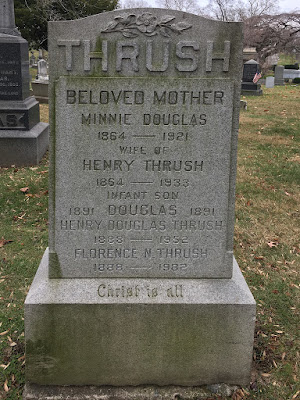 THRUSH
BELOVED MOTHER
MINNIE DOUGLAS
1864 — 1921
WIFE OF
HENRY THRUSH
1854 — 1933
INFANT SON
1891 DOUGLAS 1891
HENRY DOUGLAS THRUSH
1888 — 1952
FLORENCE N. THRUSH
1888 — 1982
Christ is all